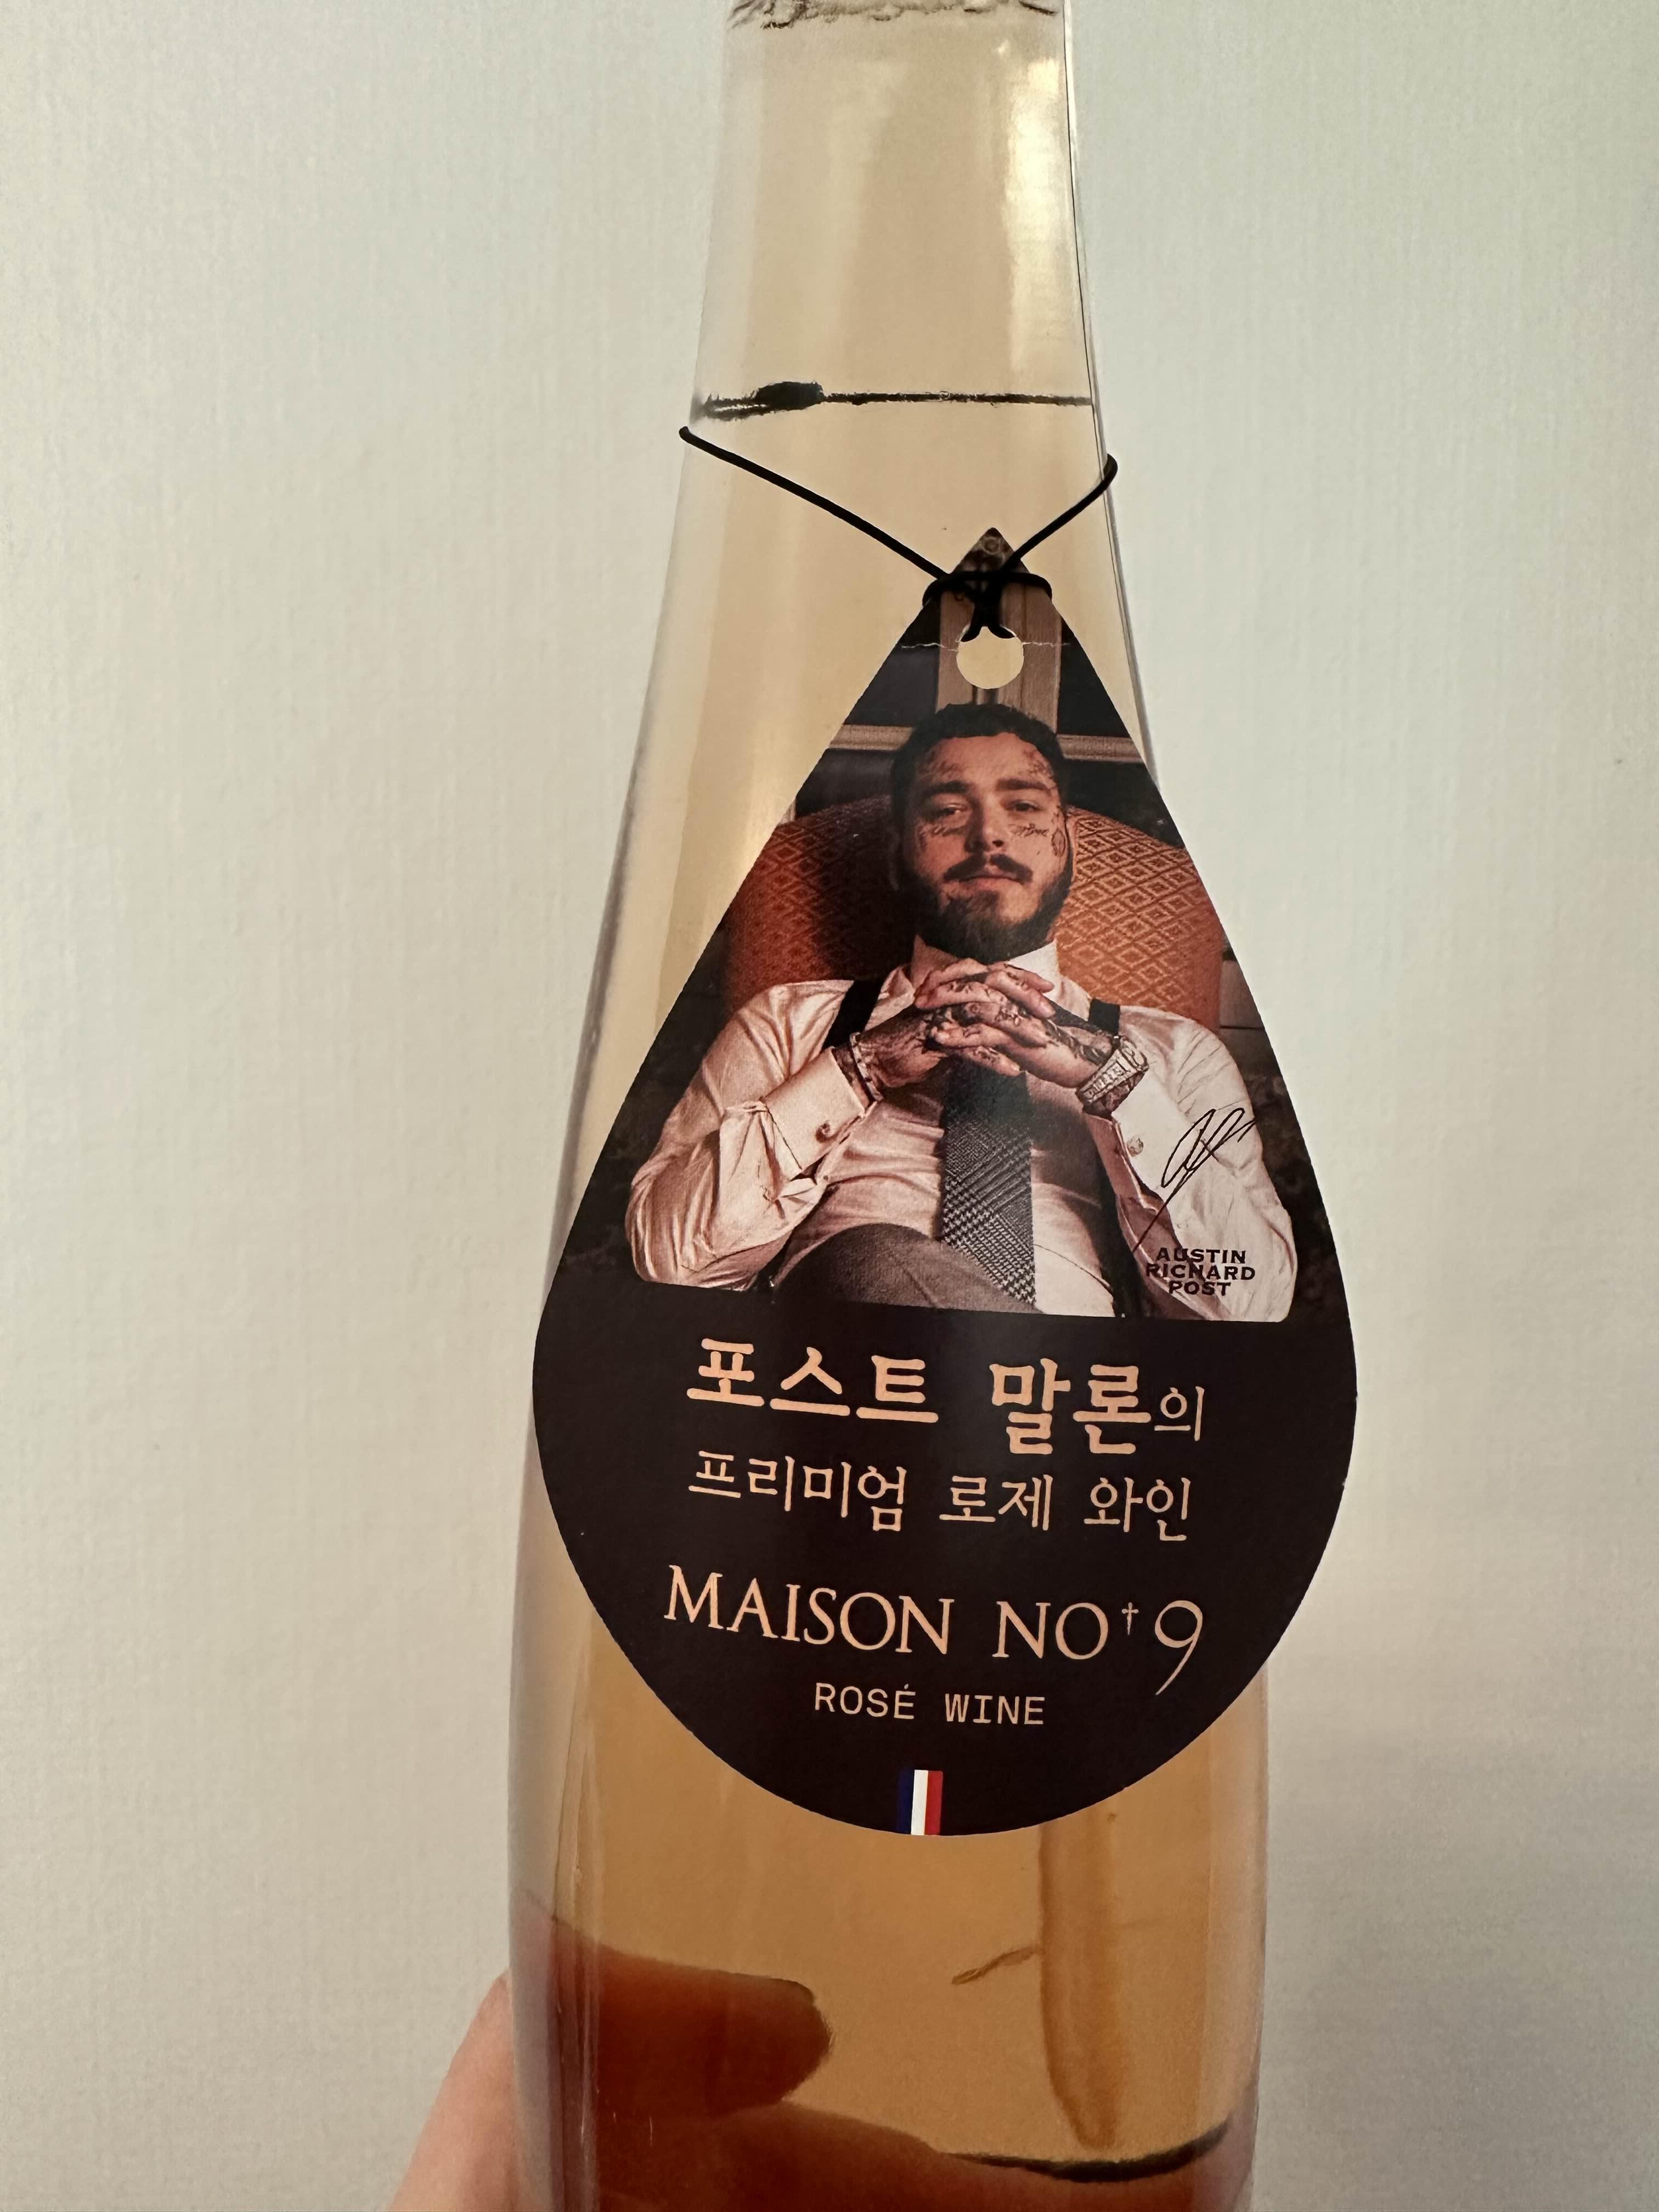 AUSTIN
RICHARD
POST
포스트 말론의
프리미엄 로제 와인
MAISON NO†9
ROSÉ WINE